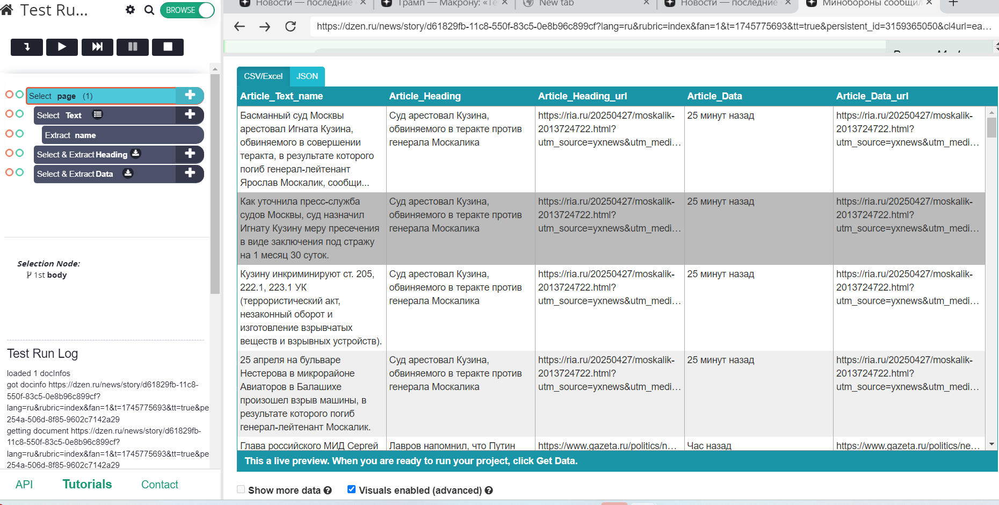 Test Ru...
BROWSE
Новости — последние
Трамп — Макрону: «Те
New tab
Новости — последние
Минобороны сообщил
https://dzen.ru/news/story/d61829fb-11c8-550f-83c5-0e8b96c899cf?lang=ru&rubric=index&fan=1&t=1745775693&tt=true&persistent_id=3159365050&cl4url=ea...
Select page (1)
Select Text
Extract name
Select & Extract Heading
Select & Extract Data
Selection Node:
1st body
Test Run Log
loaded 1 docInfos
got docinfo https://dzen.ru/news/story/d61829fb-11c8-
550f-83c5-0e8b96c899cf?
lang=ru&rubric=index&fan=1&t=1745775693&tt=true&pe
254a-506d-8f85-9602c7142a29
getting document https://dzen.ru/news/story/d61829fb-
11c8-550f-83c5-0e8b96c899cf?
lang=ru&rubric=index&fan=1&t=1745775693&tt=true&pe
254a-506d-8f85-9602c7142a29
API
Tutorials
Contact
CSV/Excel
JSON
Article_Text_name
Article_Heading
Article_Heading_url
Article_Data
Article_Data_url
Басманный суд Москвы
арестовал Игната Кузина,
обвиняемого в совершении
теракта, в результате которого
погиб генерал-лейтенант
Ярослав Москалик, сообщи...
Суд арестовал Кузина,
обвиняемого в теракте против
генерала Москалика
https://ria.ru/20250427/moskalik-
2013724722.html?
utm_source=yxnews&utm_medi...
25 минут назад
https://ria.ru/20250427/moskalik-
2013724722.html?
utm_source=yxnews&utm_medi...
Как уточнила пресс-служба
судов Москвы, суд назначил
Игнату Кузину меру пресечения
в виде заключения под стражу
на 1 месяц 30 суток.
Суд арестовал Кузина,
обвиняемого в теракте против
генерала Москалика
https://ria.ru/20250427/moskalik-
2013724722.html?
utm_source=yxnews&utm_medi...
25 минут назад
https://ria.ru/20250427/moskalik-
2013724722.html?
utm_source=yxnews&utm_medi...
Кузину инкриминируют ст. 205,
222.1, 223.1 УК
(террористический акт,
незаконный оборот и
изготовление взрывчатых
веществ и взрывных устройств).
Суд арестовал Кузина,
обвиняемого в теракте против
генерала Москалика
https://ria.ru/20250427/moskalik-
2013724722.html?
utm_source=yxnews&utm_medi...
25 минут назад
https://ria.ru/20250427/moskalik-
2013724722.html?
utm_source=yxnews&utm_medi...
25 апреля на бульваре
Нестерова в микрорайоне
Авиаторов в Балашихе
произошел взрыв машины, в
результате которого погиб
генерал-лейтенант Москалик.
Суд арестовал Кузина,
обвиняемого в теракте против
генерала Москалика
https://ria.ru/20250427/moskalik-
2013724722.html?
utm_source=yxnews&utm_medi...
25 минут назад
https://ria.ru/20250427/moskalik-
2013724722.html?
utm_source=yxnews&utm_medi...
Глава российского МИД Сергей
Лавров напомнил, что Путин
https://www.gazeta.ru/politics/n...
Час назад
https://www.gazeta.ru/politics/ne...
This a live preview. When you are ready to run your project, click Get Data.
Show more data
Visuals enabled (advanced)